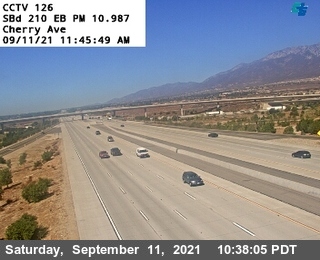 CCTV 126
SBd 210 EB PM 10.987
Cherry Ave
09/11/21 11:45:49 AM
Saturday, September 11, 2021 10:38:05 PDT